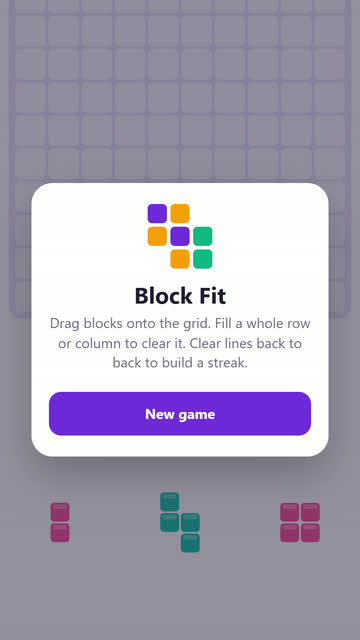 Block Fit
Drag blocks onto the grid. Fill a whole row
or column to clear it. Clear lines back to
back to build a streak.
New game